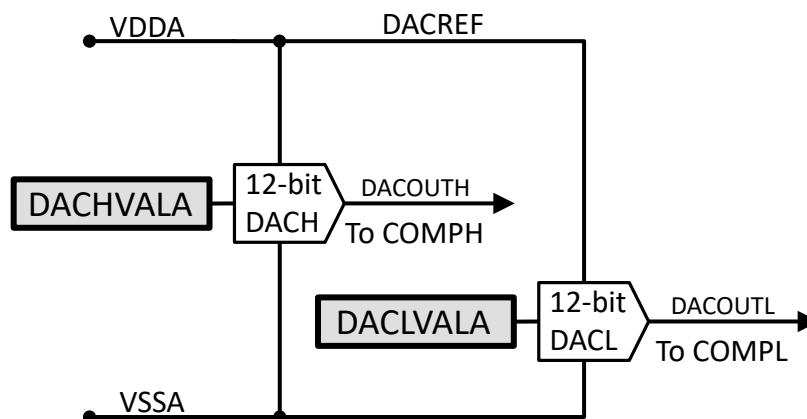 VDDA
DACREF
DACHVALA
12-bit
DACH
DACOUTH
To COMPH
DACLVALA
12-bit
DACL
DACOUTL
To COMPL
VSSA